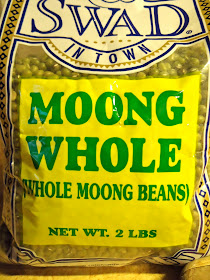 SWAD
IN TOWN
MOONG
WHOLE
(WHOLE MOONG BEANS)
NET WT. 2 LBS